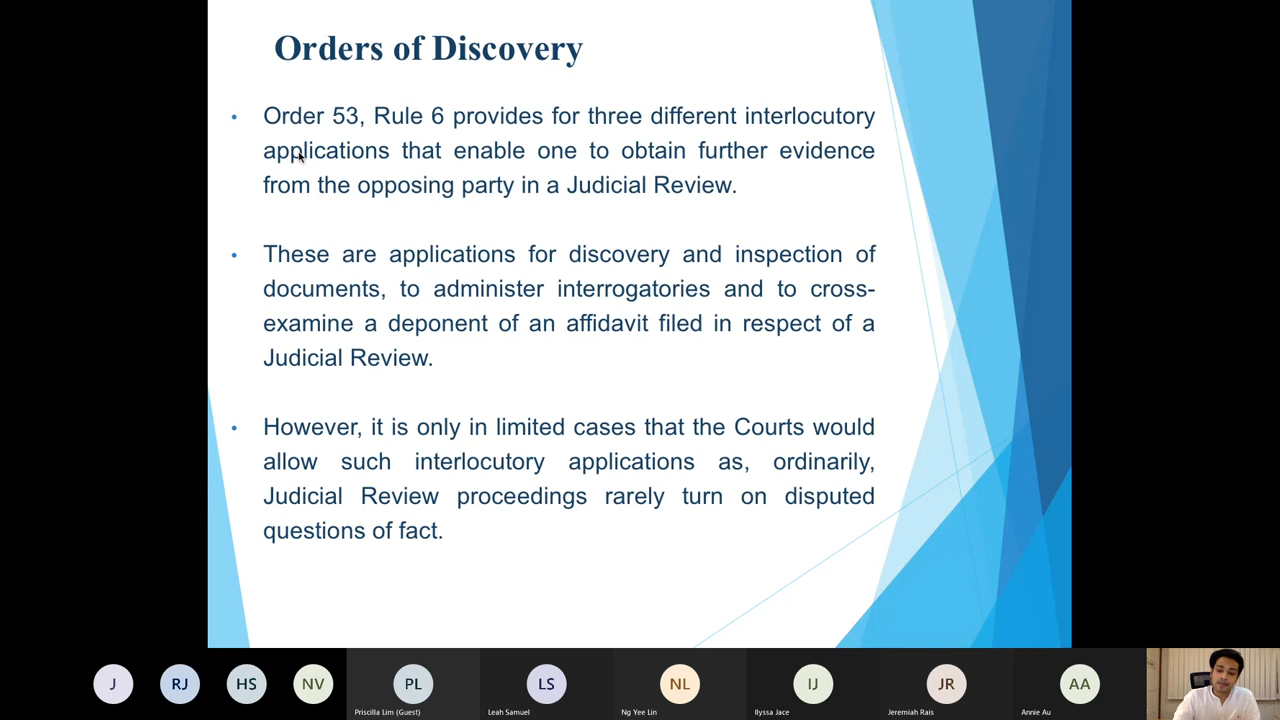 Orders of Discovery
• Order 53, Rule 6 provides for three different interlocutory
applications that enable one to obtain further evidence
from the opposing party in a Judicial Review.
• These are applications for discovery and inspection of
documents, to administer interrogatories and to cross-
examine a deponent of an affidavit filed in respect of a
Judicial Review.
• However, it is only in limited cases that the Courts would
allow such interlocutory applications as, ordinarily,
Judicial Review proceedings rarely turn on disputed
questions of fact.
J RJ HS NV PL LS NL IJ JR AA
Priscilla Lim (Guest) Leah Samuel Ng Yee Lin Ilyssa Jace Jeremiah Rais Annie Au